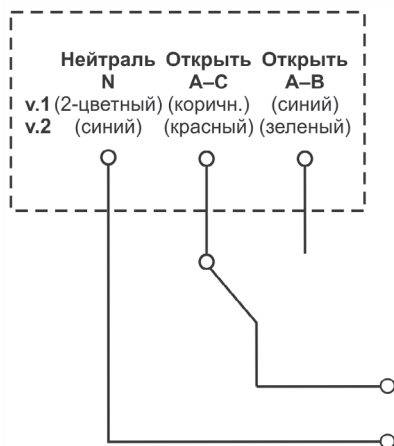 Нейтраль Открыть Открыть
N A–C A–B
v.1 (2-цветный) (коричн.) (синий)
v.2 (синий) (красный) (зеленый)